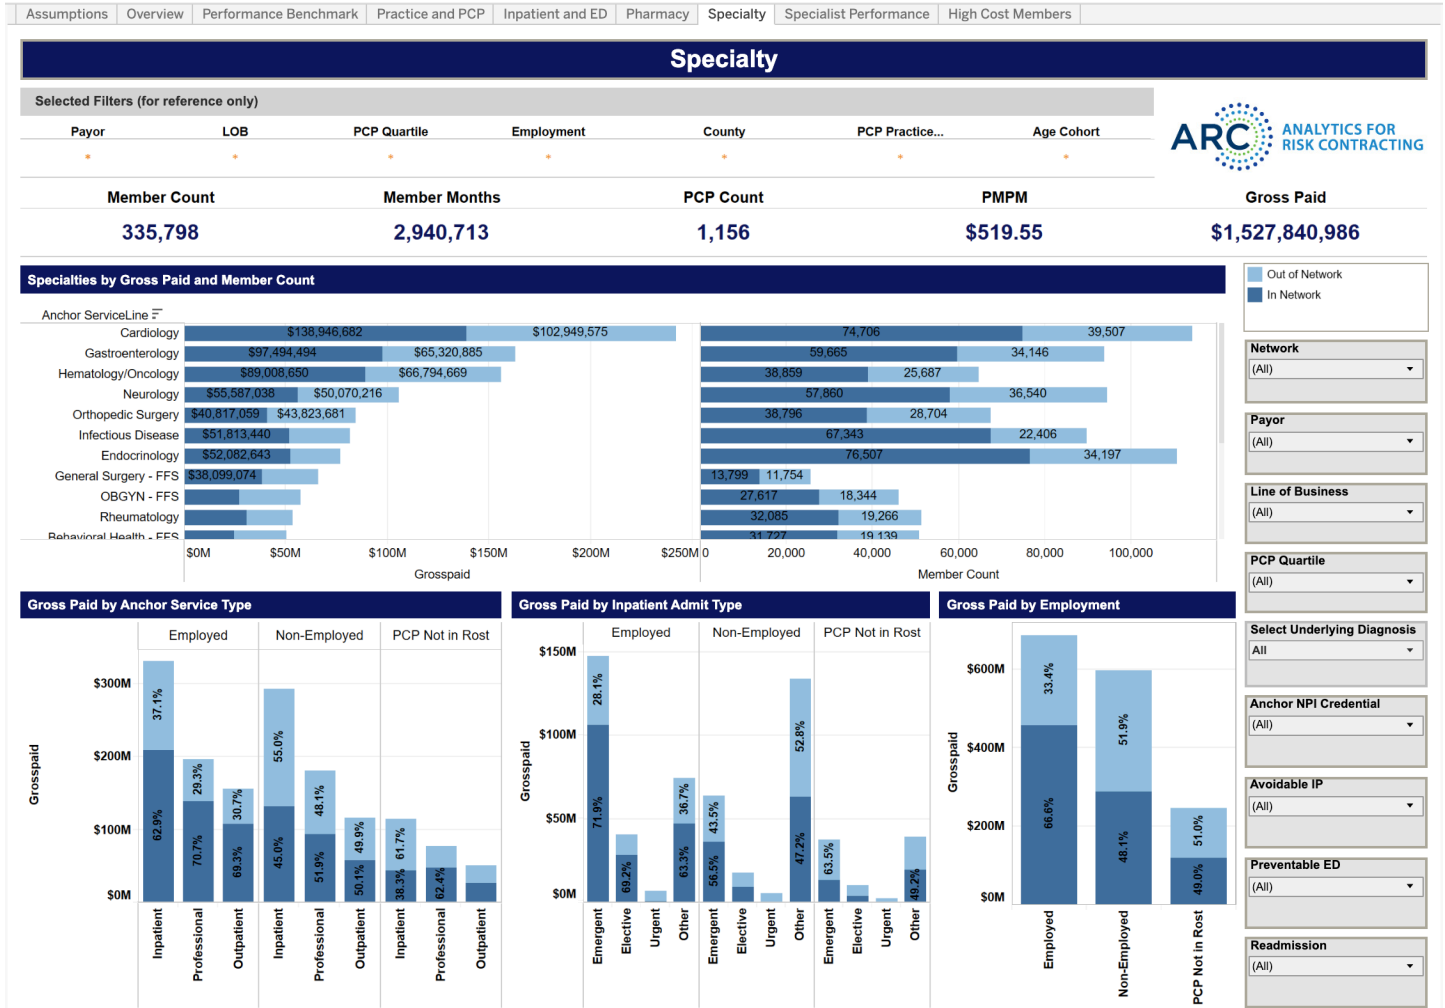 Assumptions Overview Performance Benchmark Practice and PCP Inpatient and ED Pharmacy Specialty Specialist Performance High Cost Members
Specialty
Selected Filters (for reference only)
Payor LOB PCP Quartile Employment County PCP Practice... Age Cohort
* * * * * * *
ARC ANALYTICS FOR
RISK CONTRACTING
Member Count Member Months PCP Count PMPM Gross Paid
335,798 2,940,713 1,156 $519.55 $1,527,840,986
Specialties by Gross Paid and Member Count
Anchor ServiceLine
Cardiology $138,946,682 $102,949,575 74,706 39,507
Gastroenterology $97,494,494 $65,320,885 59,665 34,146
Hematology/Oncology $89,008,650 $66,794,669 38,859 25,687
Neurology $55,587,038 $50,070,216 57,860 36,540
Orthopedic Surgery $40,817,059 $43,823,681 38,796 28,704
Infectious Disease $51,813,440 67,343 22,406
Endocrinology $52,082,643 76,507 34,197
General Surgery - FFS $38,099,074 13,799 11,754
OBGYN - FFS 27,617 18,344
Rheumatology 32,085 19,266
Behavioral Health - FFS 31,727 19,139
$0M $50M $100M $150M $200M $250M 0 20,000 40,000 60,000 80,000 100,000
Grosspaid Member Count
Out of Network
In Network
Network
(All)
Payor
(All)
Line of Business
(All)
PCP Quartile
(All)
Select Underlying Diagnosis
All
Anchor NPI Credential
(All)
Avoidable IP
(All)
Preventable ED
(All)
Readmission
(All)
Gross Paid by Anchor Service Type
Employed Non-Employed PCP Not in Rost
Grosspaid
$300M
$200M
$100M
$0M
37.1% 29.3% 30.7% 55.0% 48.1% 49.9% 61.7%
62.9% 70.7% 69.3% 45.0% 51.9% 50.1% 38.3% 62.4%
Inpatient Professional Outpatient Inpatient Professional Outpatient Inpatient Professional Outpatient
Gross Paid by Inpatient Admit Type
Employed Non-Employed PCP Not in Rost
Grosspaid
$150M
$100M
$50M
$0M
28.1% 36.7% 43.5% 52.8% 63.5%
71.9% 69.2% 63.3% 56.5% 47.2% 49.2%
Emergent Elective Urgent Other Emergent Elective Urgent Other Emergent Elective Urgent Other
Gross Paid by Employment
Grosspaid
$600M
$400M
$200M
$0M
33.4% 51.9% 51.0%
66.6% 48.1% 49.0%
Employed Non-Employed PCP Not in Rost